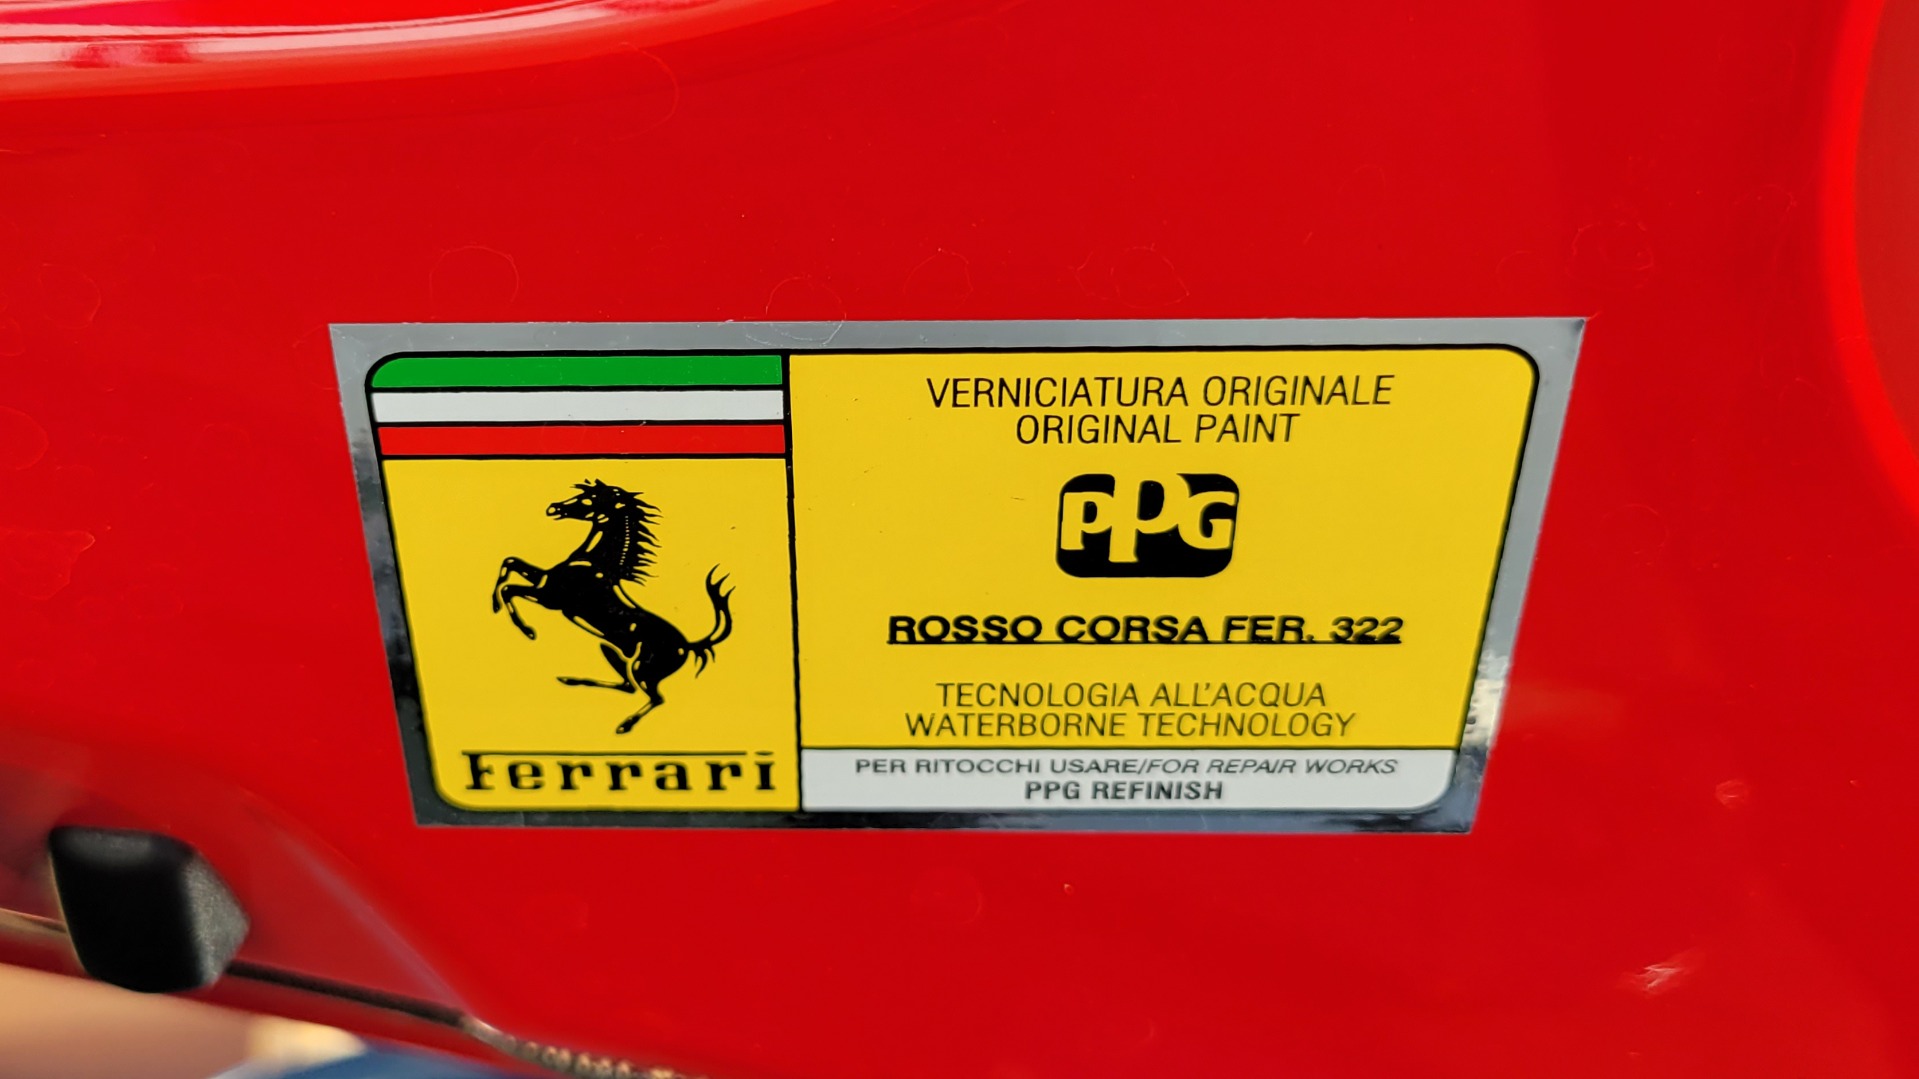 Ferrari
VERNICIATURA ORIGINALE
ORIGINAL PAINT
PPG
ROSSO CORSA FER. 322
TECNOLOGIA ALL'ACQUA
WATERBORNE TECHNOLOGY
PER RITOCCHI USARE/FOR REPAIR WORKS
PPG REFINISH